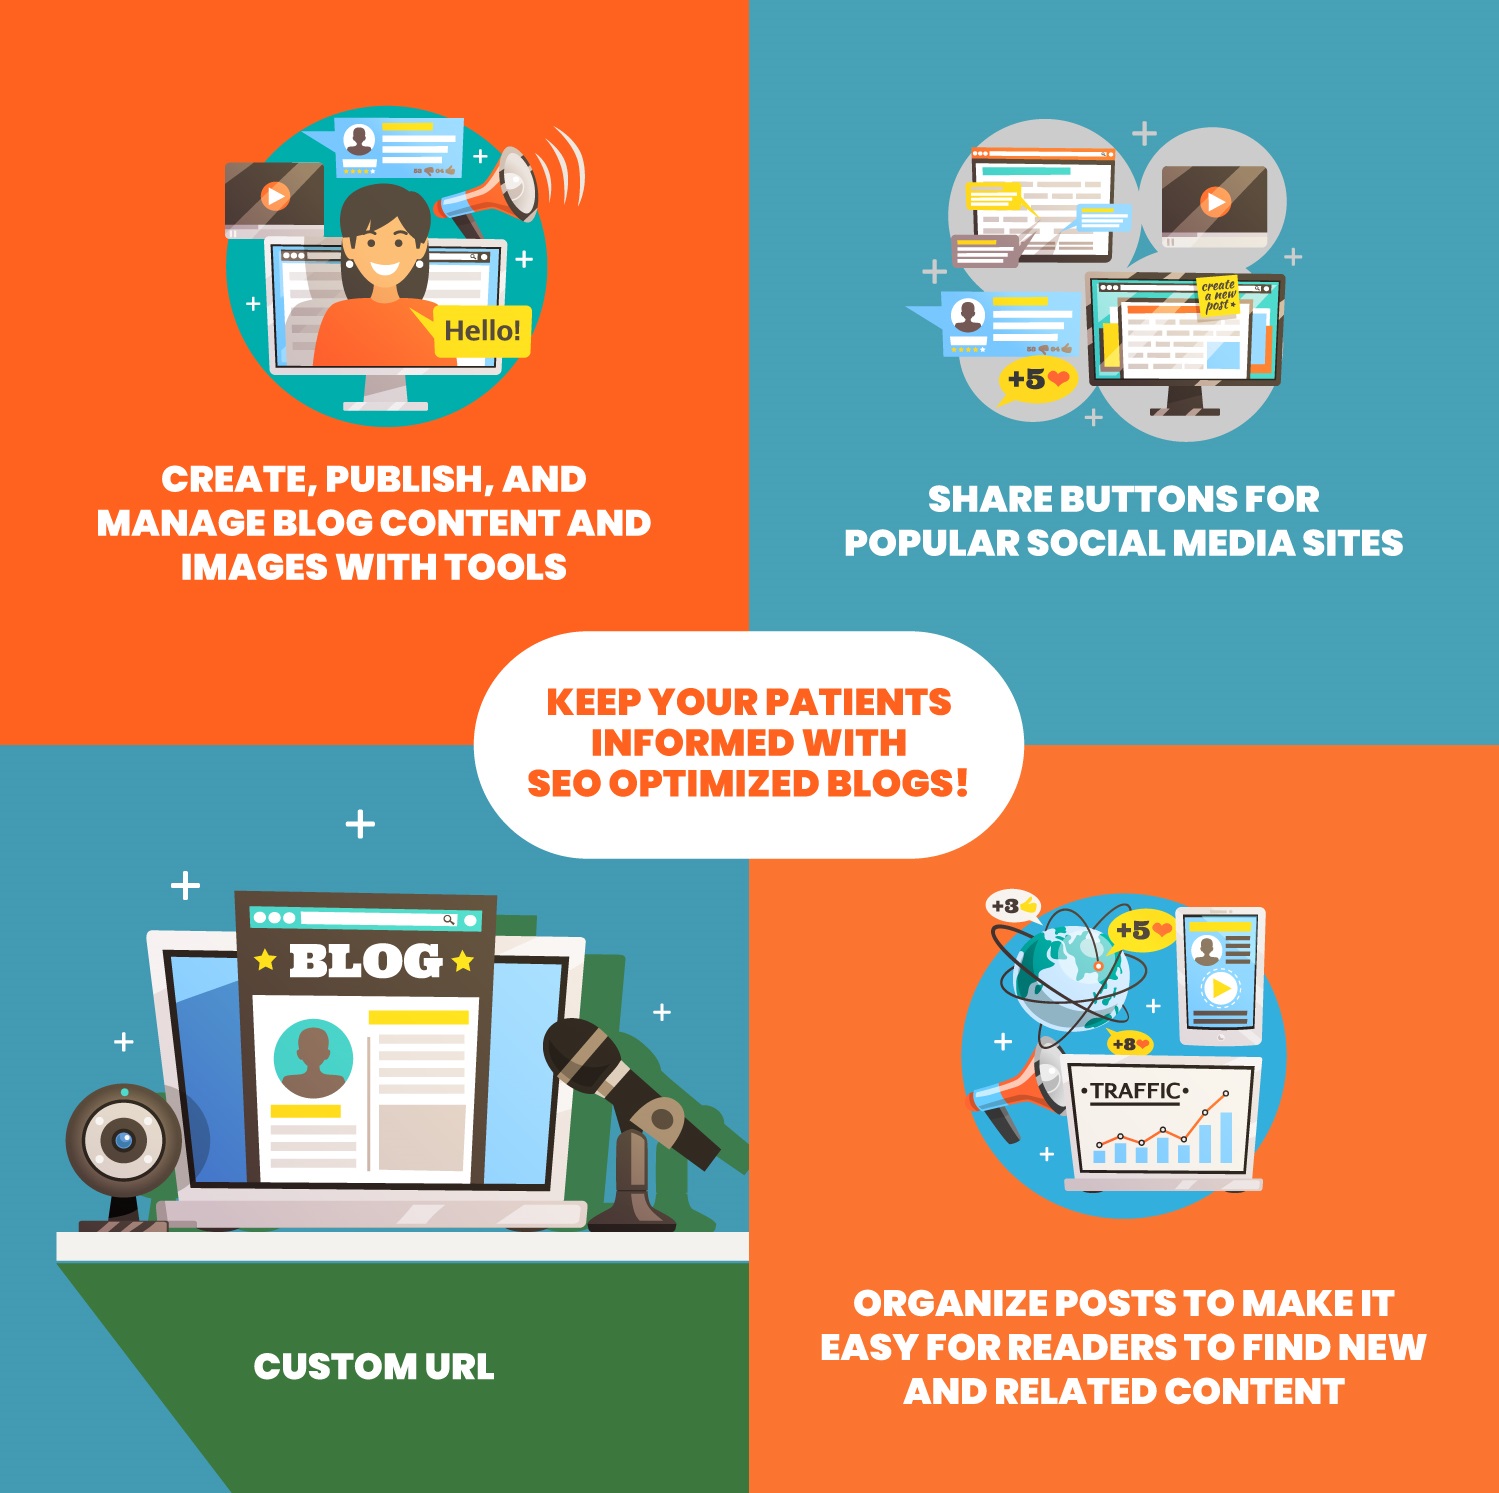 Hello!
CREATE, PUBLISH, AND
MANAGE BLOG CONTENT AND
IMAGES WITH TOOLS
create
a new
post
+5
SHARE BUTTONS FOR
POPULAR SOCIAL MEDIA SITES
KEEP YOUR PATIENTS
INFORMED WITH
SEO OPTIMIZED BLOGS!
BLOG
CUSTOM URL
+3
+5
+8
•TRAFFIC•
ORGANIZE POSTS TO MAKE IT
EASY FOR READERS TO FIND NEW
AND RELATED CONTENT